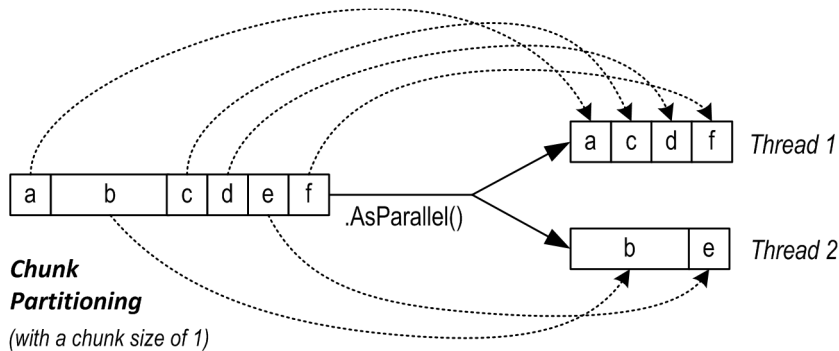 a c d f Thread 1
a b c d e f
.AsParallel()
b e Thread 2
Chunk
Partitioning
(with a chunk size of 1)